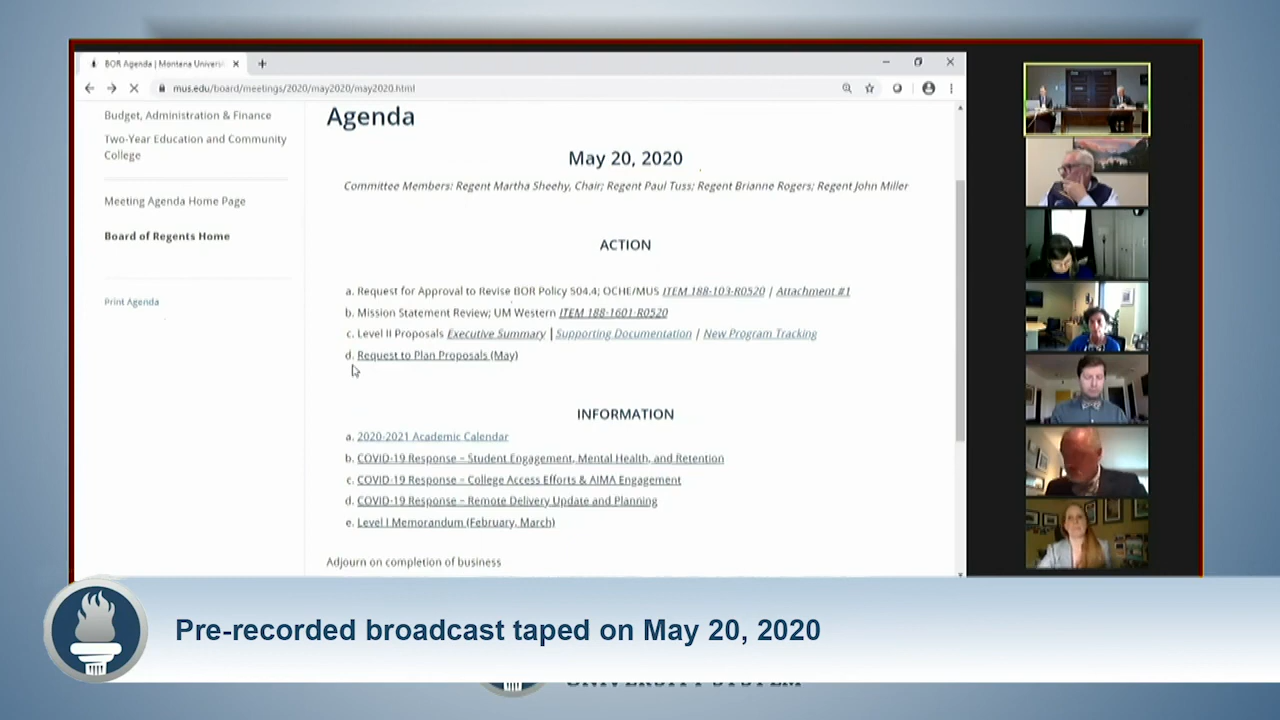 BOR Agenda | Montana Universi
mus.edu/board/meetings/2020/may2020/may2020.html
Budget, Administration & Finance
Two-Year Education and Community
College
Meeting Agenda Home Page
Board of Regents Home
Print Agenda
Agenda
May 20, 2020
Committee Members: Regent Martha Sheehy, Chair; Regent Paul Tuss; Regent Brianne Rogers; Regent John Miller
ACTION
a. Request for Approval to Revise BOR Policy 504.4; OCHE/MUS ITEM 188-103-R0520 | Attachment #1
b. Mission Statement Review; UM Western ITEM 188-1601-R0520
c. Level II Proposals Executive Summary | Supporting Documentation | New Program Tracking
d. Request to Plan Proposals (May)
INFORMATION
a. 2020-2021 Academic Calendar
b. COVID-19 Response – Student Engagement, Mental Health, and Retention
c. COVID-19 Response – College Access Efforts & AIMA Engagement
d. COVID-19 Response – Remote Delivery Update and Planning
e. Level I Memorandum (February, March)
Adjourn on completion of business
Pre-recorded broadcast taped on May 20, 2020
UNIVERSITY SYSTEM